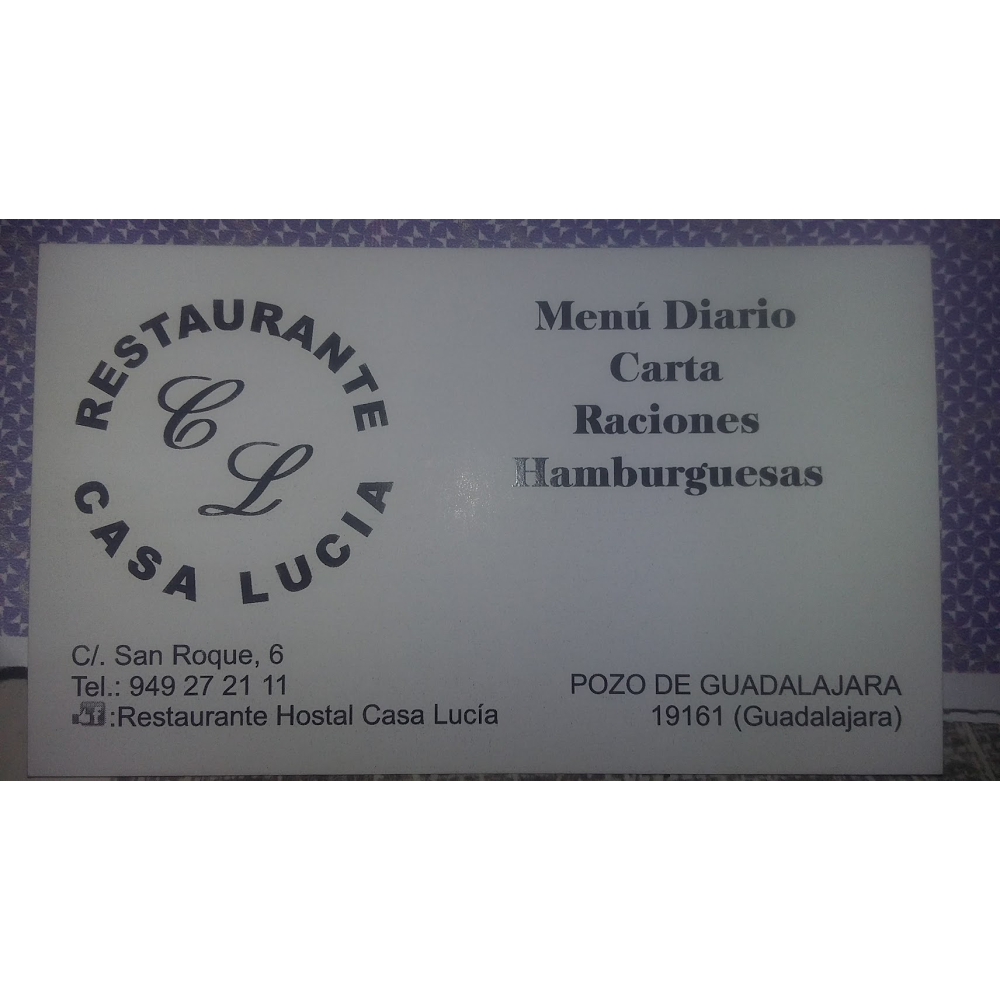 RESTAURANTE
C L
CASA LUCIA
Menú Diario
Carta
Raciones
Hamburguesas
C/. San Roque, 6
Tel.: 949 27 21 11
f :Restaurante Hostal Casa Lucía
POZO DE GUADALAJARA
19161 (Guadalajara)